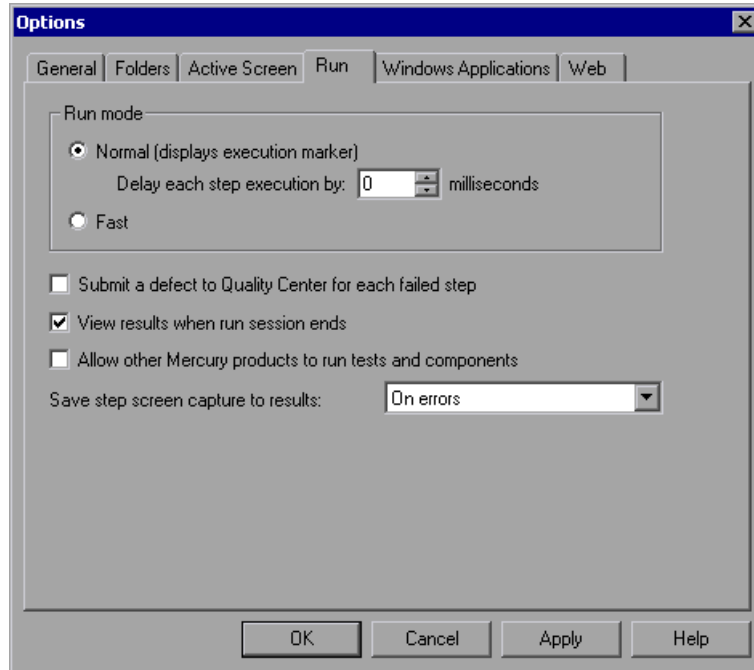 Options
General Folders Active Screen Run Windows Applications Web
Run mode
Normal (displays execution marker)
Delay each step execution by: 0 milliseconds
Fast
Submit a defect to Quality Center for each failed step
View results when run session ends
Allow other Mercury products to run tests and components
Save step screen capture to results: On errors
OK Cancel Apply Help